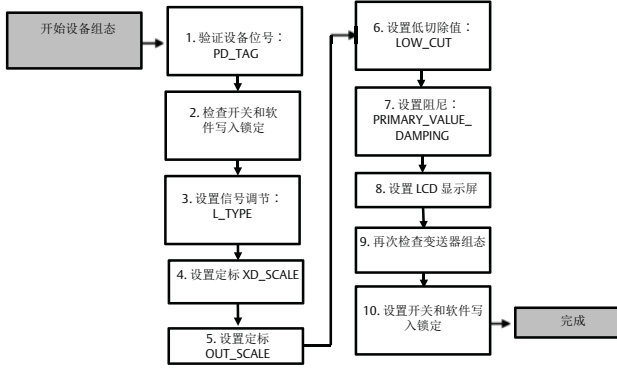 开始设备组态
1. 验证设备位号：
PD_TAG
2. 检查开关和软
件写入锁定
3. 设置信号调节：
L_TYPE
4. 设置定标 XD_SCALE
5. 设置定标
OUT_SCALE
6. 设置低切除值：
LOW_CUT
7. 设置阻尼：
PRIMARY_VALUE_
DAMPING
8. 设置 LCD 显示屏
9. 再次检查变送器组态
10. 设置开关和软件写
入锁定
完成